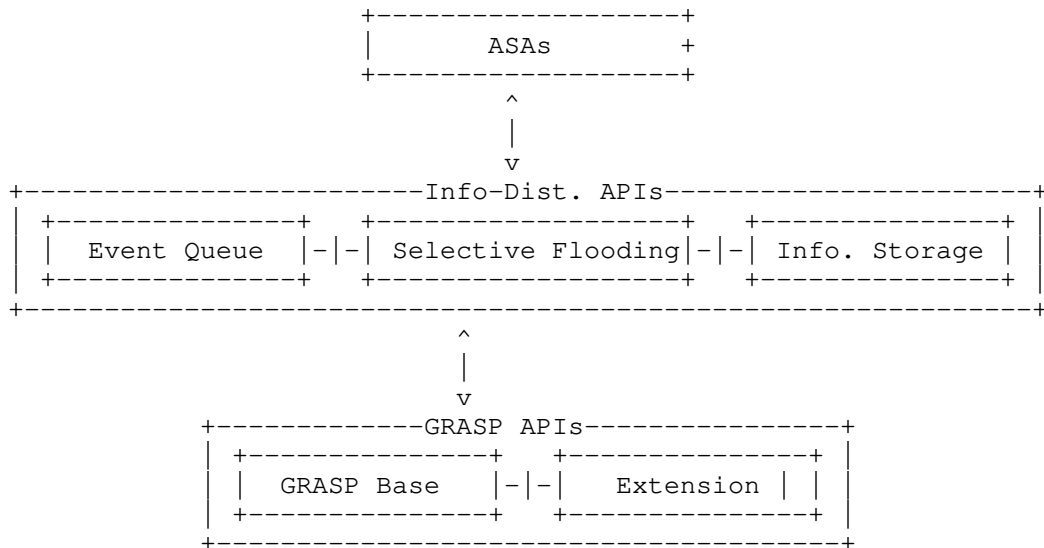 ASAs
Info-Dist. APIs
Event Queue Selective Flooding Info. Storage
GRASP APIs
GRASP Base Extension